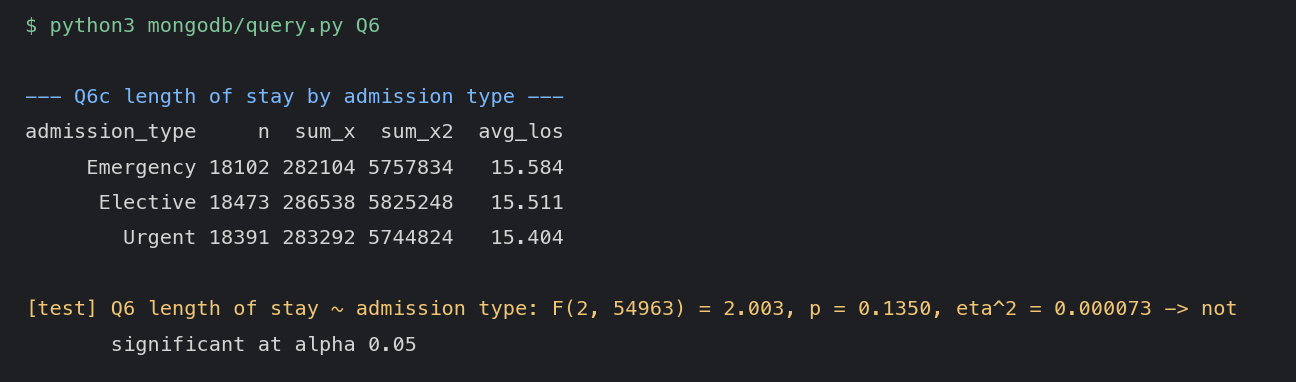 $ python3 mongodb/query.py Q6
--- Q6c length of stay by admission type ---
admission_type     n  sum_x  sum_x2  avg_los
     Emergency 18102 282104 5757834   15.584
      Elective 18473 286538 5825248   15.511
        Urgent 18391 283292 5744824   15.404
[test] Q6 length of stay ~ admission type: F(2, 54963) = 2.003, p = 0.1350, eta^2 = 0.000073 -> not
       significant at alpha 0.05